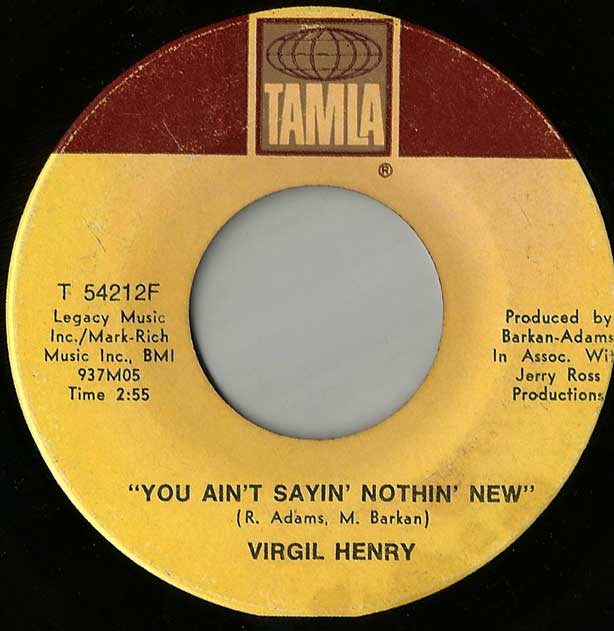 TAMLA
®
T 54212F
Legacy Music
Inc./Mark-Rich
Music Inc., BMI
937M05
Time 2:55
Produced by
Barkan-Adams
In Assoc. Wit
Jerry Ross
Productions
"YOU AIN'T SAYIN' NOTHIN' NEW"
(R. Adams, M. Barkan)
VIRGIL HENRY